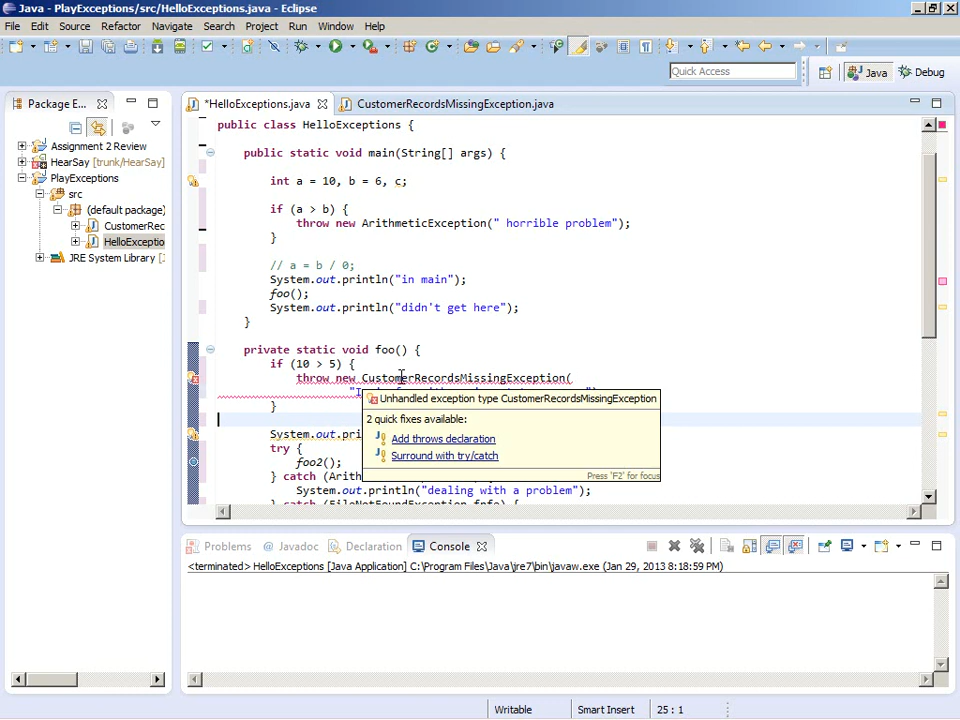 Java - PlayExceptions/src/HelloExceptions.java - Eclipse
File Edit Source Refactor Navigate Search Project Run Window Help
Quick Access
Java
Debug
Package E...
*HelloExceptions.java
CustomerRecordsMissingException.java
Assignment 2 Review
HearSay [trunk/HearSay]
PlayExceptions
src
(default package)
CustomerRec
HelloExceptio
JRE System Library [
public class HelloExceptions {
public static void main(String[] args) {
int a = 10, b = 6, c;
if (a > b) {
throw new ArithmeticException(" horrible problem");
}
// a = b / 0;
System.out.println("in main");
foo();
System.out.println("didn't get here");
}
private static void foo() {
if (10 > 5) {
throw new CustomerRecordsMissingException(
}
System.out.pri
try {
foo2();
} catch (Arith
System.out.println("dealing with a problem");
} catch (FileNotFoundException fnfe) {
Unhandled exception type CustomerRecordsMissingException
2 quick fixes available:
Add throws declaration
Surround with try/catch
Press 'F2' for focus
Problems
@ Javadoc
Declaration
Console
<terminated> HelloExceptions [Java Application] C:\Program Files\Java\jre7\bin\javaw.exe (Jan 29, 2013 8:18:59 PM)
Writable
Smart Insert
25 : 1